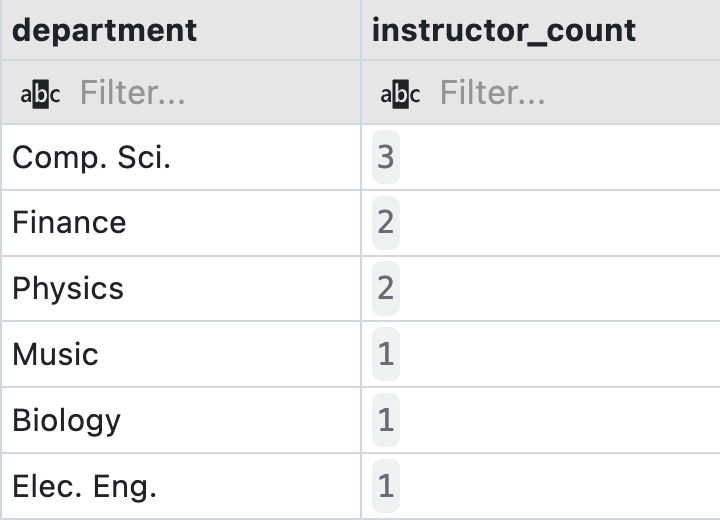 department instructor_count
abc Filter... abc Filter...
Comp. Sci. 3
Finance 2
Physics 2
Music 1
Biology 1
Elec. Eng. 1